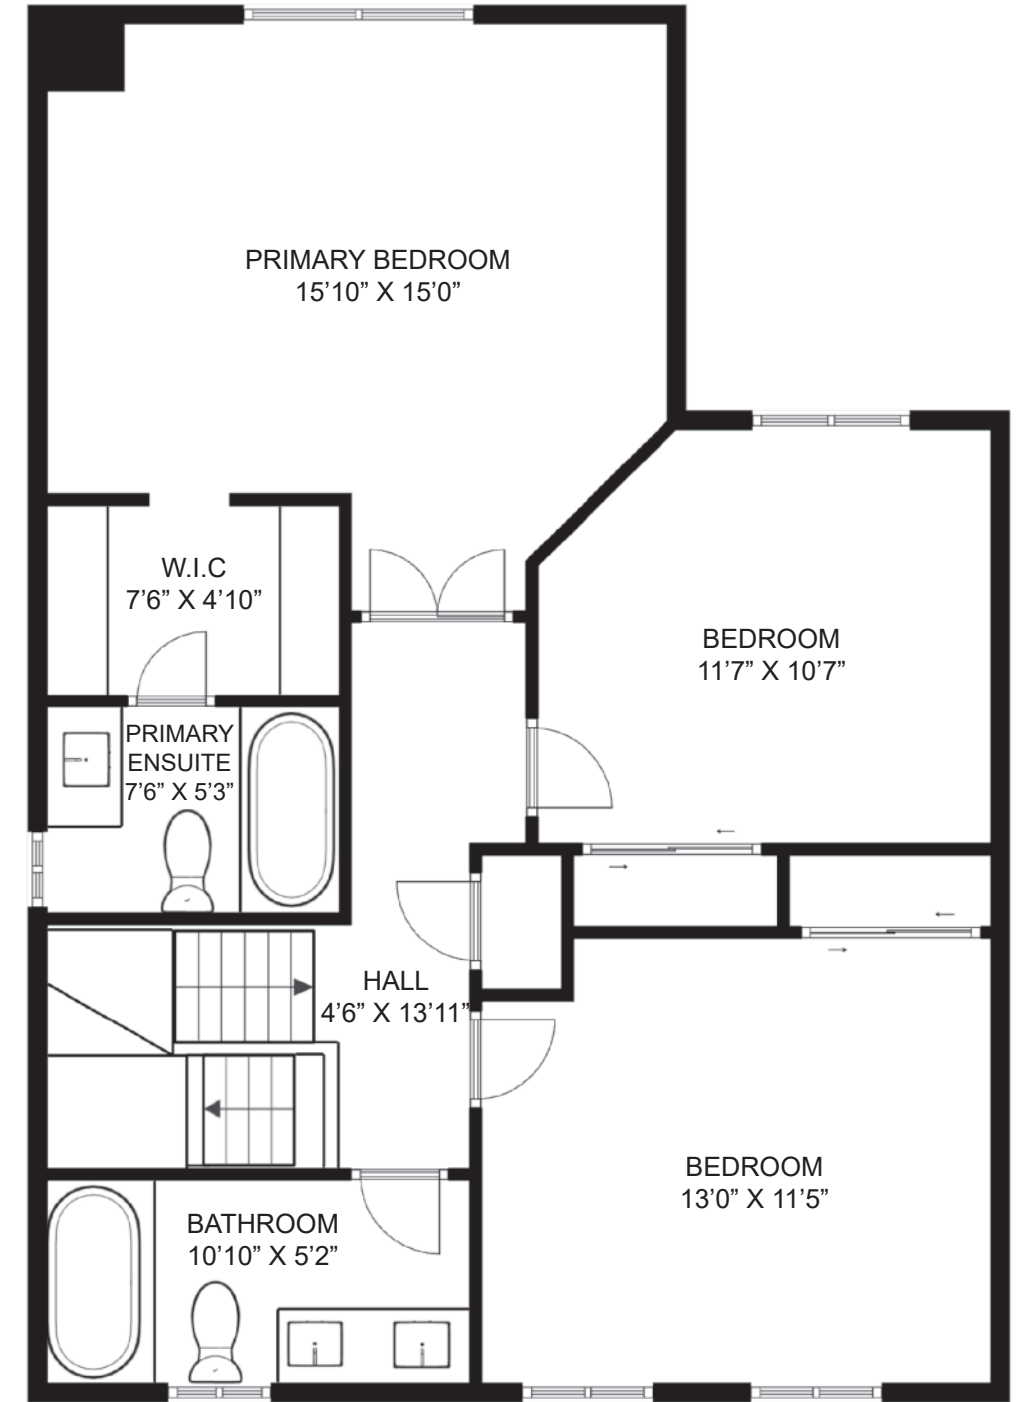 PRIMARY BEDROOM
15’10” X 15’0”
W.I.C
7’6” X 4’10”
BEDROOM
11’7” X 10’7”
PRIMARY
ENSUITE
7’6” X 5’3”
HALL
4’6” X 13’11”
BEDROOM
13’0” X 11’5”
BATHROOM
10’10” X 5’2”